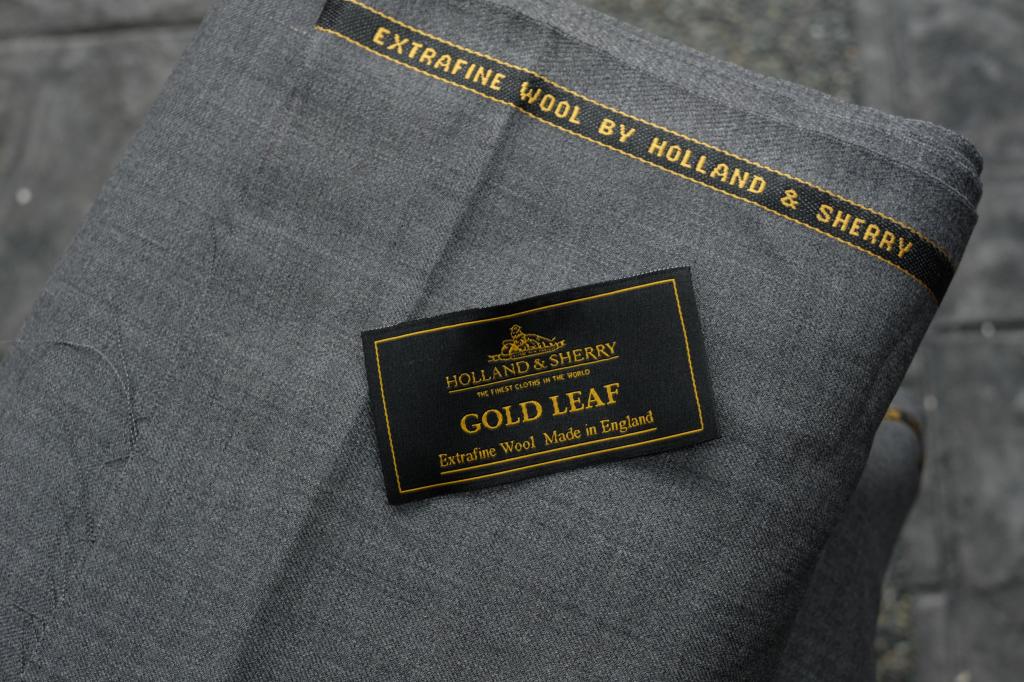 EXTRAFINE WOOL BY HOLLAND & SHERRY
HOLLAND & SHERRY
THE FINEST CLOTHS IN THE WORLD
GOLD LEAF
Extrafine Wool Made in England